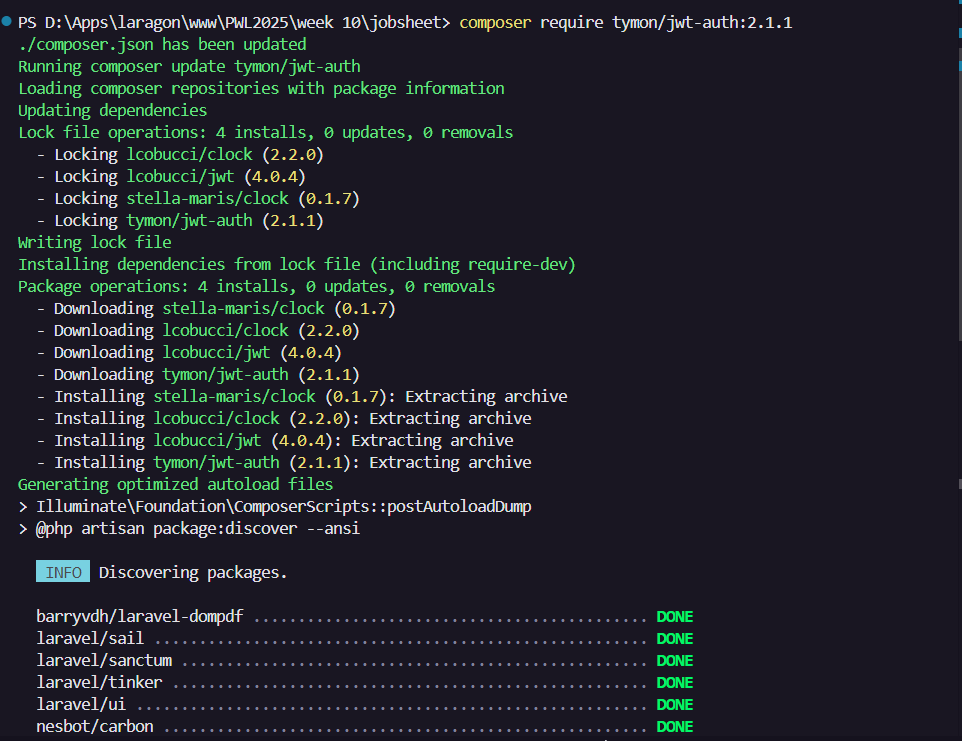 PS D:\Apps\laragon\www\PWL2025\week 10\jobsheet> composer require tymon/jwt-auth:2.1.1
./composer.json has been updated
Running composer update tymon/jwt-auth
Loading composer repositories with package information
Updating dependencies
Lock file operations: 4 installs, 0 updates, 0 removals
  - Locking lcobucci/clock (2.2.0)
  - Locking lcobucci/jwt (4.0.4)
  - Locking stella-maris/clock (0.1.7)
  - Locking tymon/jwt-auth (2.1.1)
Writing lock file
Installing dependencies from lock file (including require-dev)
Package operations: 4 installs, 0 updates, 0 removals
  - Downloading stella-maris/clock (0.1.7)
  - Downloading lcobucci/clock (2.2.0)
  - Downloading lcobucci/jwt (4.0.4)
  - Downloading tymon/jwt-auth (2.1.1)
  - Installing stella-maris/clock (0.1.7): Extracting archive
  - Installing lcobucci/clock (2.2.0): Extracting archive
  - Installing lcobucci/jwt (4.0.4): Extracting archive
  - Installing tymon/jwt-auth (2.1.1): Extracting archive
Generating optimized autoload files
> Illuminate\Foundation\ComposerScripts::postAutoloadDump
> @php artisan package:discover --ansi
INFO Discovering packages.
barryvdh/laravel-dompdf ............................................ DONE
laravel/sail ....................................................... DONE
laravel/sanctum .................................................... DONE
laravel/tinker ..................................................... DONE
laravel/ui ......................................................... DONE
nesbot/carbon ...................................................... DONE